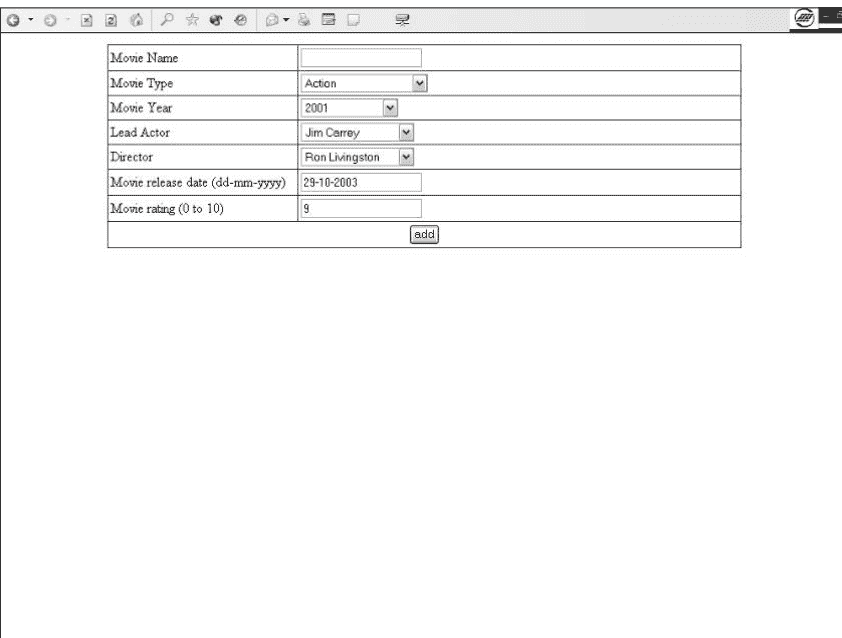 Movie Name
Movie Type Action
Movie Year 2001
Lead Actor Jim Carrey
Director Ron Livingston
Movie release date (dd-mm-yyyy) 29-10-2003
Movie rating (0 to 10) 9
add